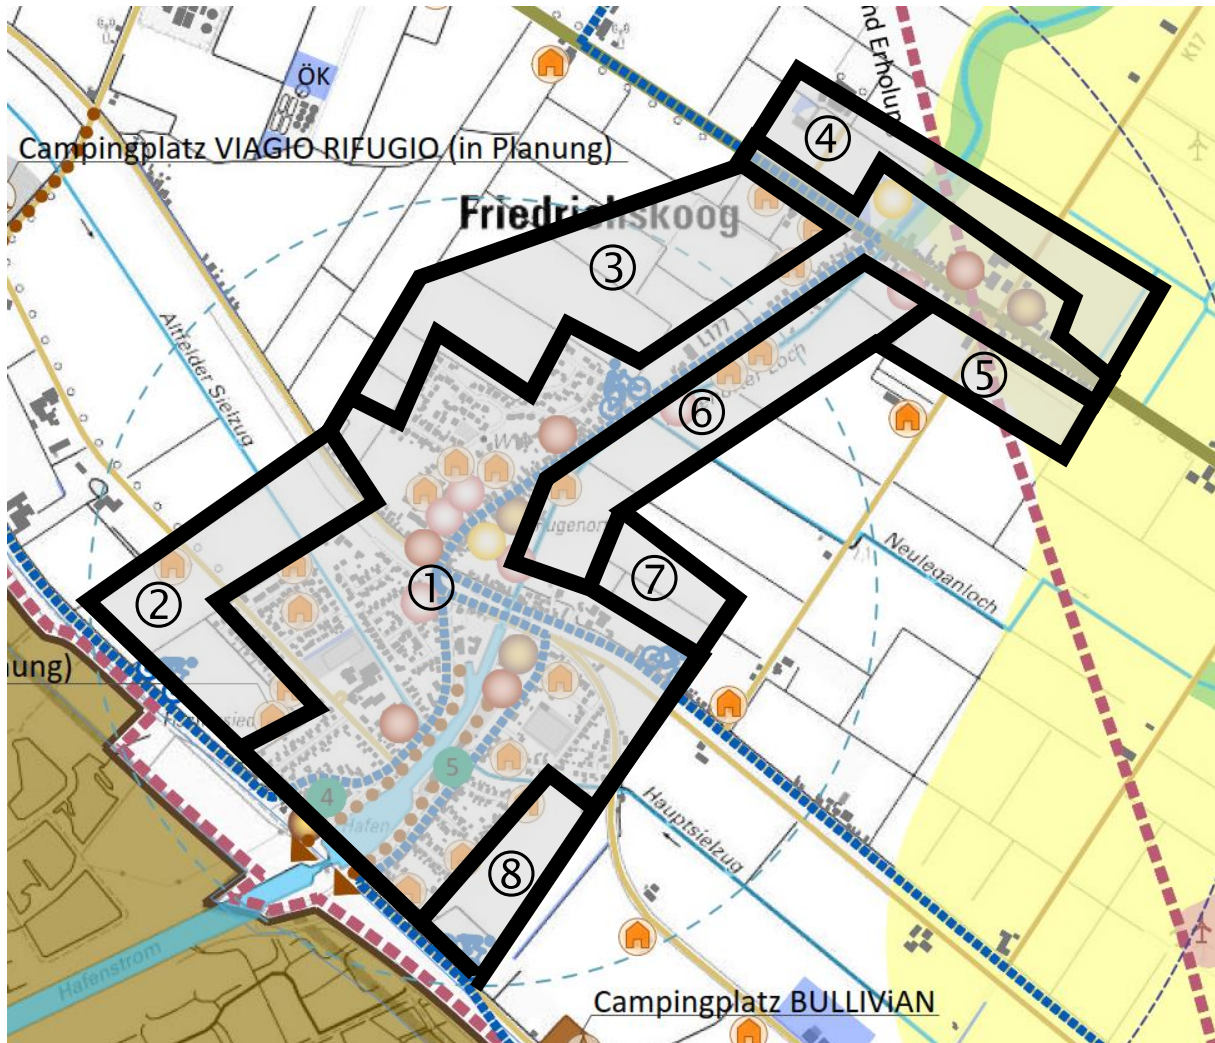 nd Erholun
K17
ÖK
④
Campingplatz VIAGIO RIFUGIO (in Planung)
Friedrichskoog
③
Altfelder Sielzug
L177
⑤
⑥
Neuleganloch
⑦
①
②
nung)
5
4
Hafen
Hauptsielzug
⑧
Hafenstrom
Campingplatz BULLIViAN